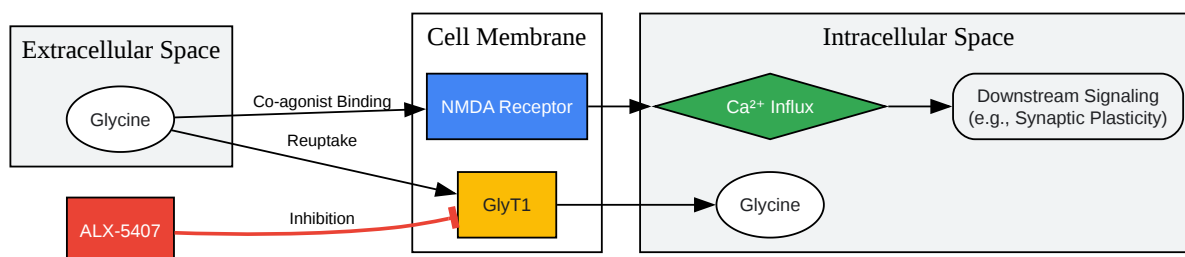 Extracellular Space
Cell Membrane
Intracellular Space
Glycine
Co-agonist Binding
NMDA Receptor
Ca²⁺ Influx
Downstream Signaling
(e.g., Synaptic Plasticity)
Reuptake
GlyT1
Glycine
ALX-5407
Inhibition